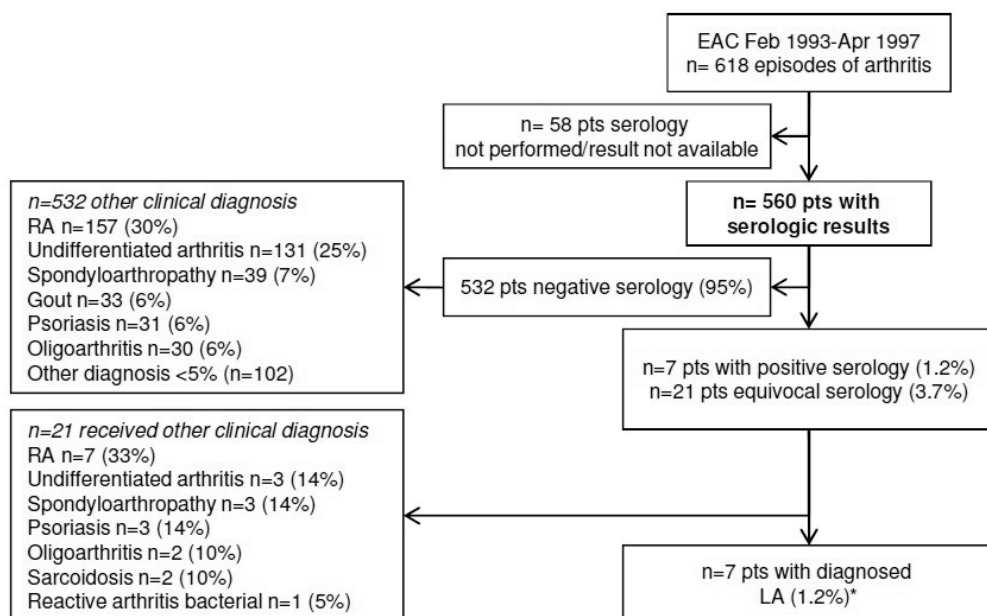 EAC Feb 1993-Apr 1997
n= 618 episodes of arthritis
n= 58 pts serology
not performed/result not available
n= 560 pts with
serologic results
532 pts negative serology (95%)
n=532 other clinical diagnosis
RA n=157 (30%)
Undifferentiated arthritis n=131 (25%)
Spondyloarthropathy n=39 (7%)
Gout n=33 (6%)
Psoriasis n=31 (6%)
Oligoarthritis n=30 (6%)
Other diagnosis <5% (n=102)
n=7 pts with positive serology (1.2%)
n=21 pts equivocal serology (3.7%)
n=21 received other clinical diagnosis
RA n=7 (33%)
Undifferentiated arthritis n=3 (14%)
Spondyloarthropathy n=3 (14%)
Psoriasis n=3 (14%)
Oligoarthritis n=2 (10%)
Sarcoidosis n=2 (10%)
Reactive arthritis bacterial n=1 (5%)
n=7 pts with diagnosed
LA (1.2%)*